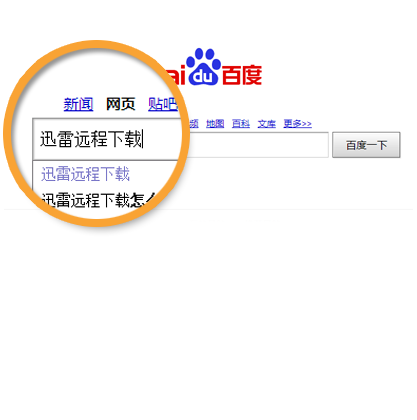 ai du 百度
新闻 网页 贴吧 频 地图 百科 文库 更多>>
迅雷远程下载 百度一下
迅雷远程下载
迅雷远程下载怎么